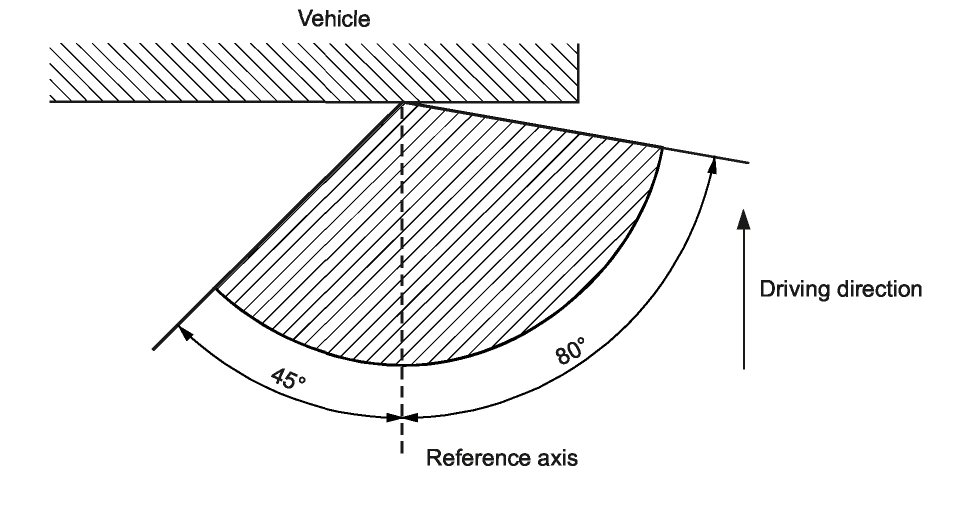 Vehicle
Driving direction
80°
45°
Reference axis